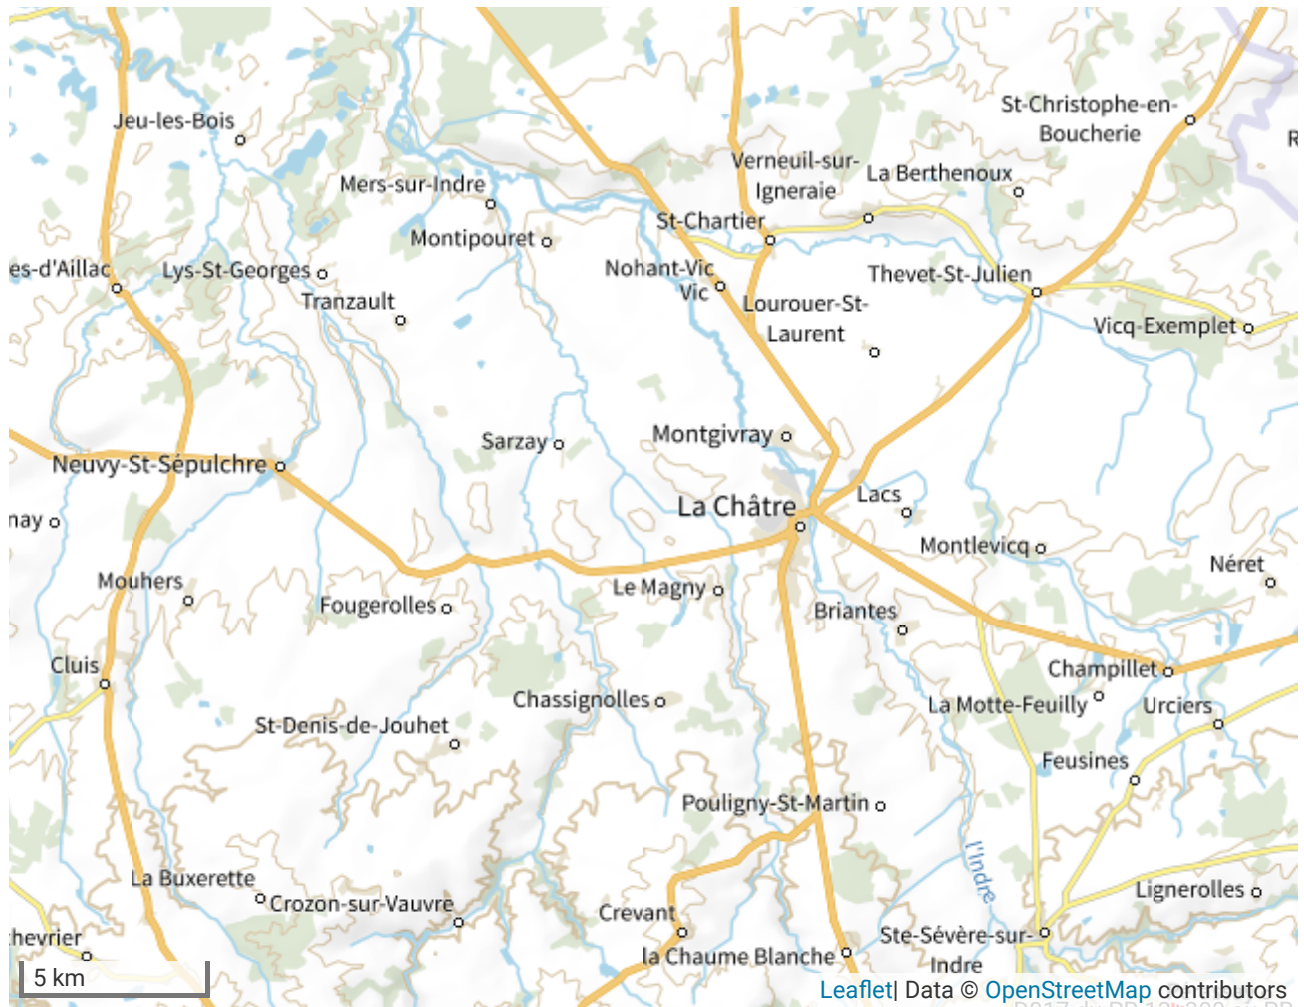 St-Christophe-en-
Boucherie
Jeu-les-Bois
Verneuil-sur-
Igneraie
La Berthenoux
Mers-sur-Indre
St-Chartier
Montipouret
es-d'Aillac
Lys-St-Georges
Nohant-Vic
Vic
Thevet-St-Julien
Tranzault
Lourouer-St-
Laurent
Vicq-Exemplet
Sarzay
Montgivray
Neuvy-St-Sépulchre
La Châtre
Lacs
nay
Montlevicq
Néret
Mouhers
Fougerolles
Le Magny
Briantes
Cluis
Champillet
Chassignolles
La Motte-Feuilly
Urciers
St-Denis-de-Jouhet
Feusines
Pouligny-St-Martin
l'Indre
La Buxerette
Lignerolles
Crozon-sur-Vauvre
Crevant
hevrier
la Chaume Blanche
Ste-Sévère-sur-
Indre
5 km
Leaflet| Data © OpenStreetMap contributors